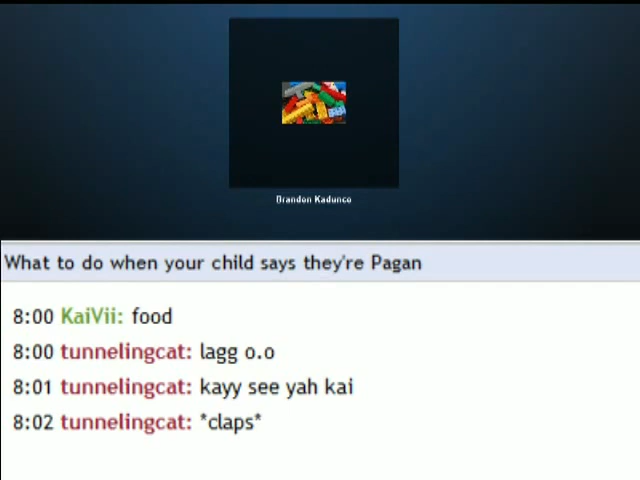 Brandon Kadunco
What to do when your child says they're Pagan
8:00 KaiVii: food
8:00 tunnelingcat: lagg o.o
8:01 tunnelingcat: kayy see yah kai
8:02 tunnelingcat: *claps*